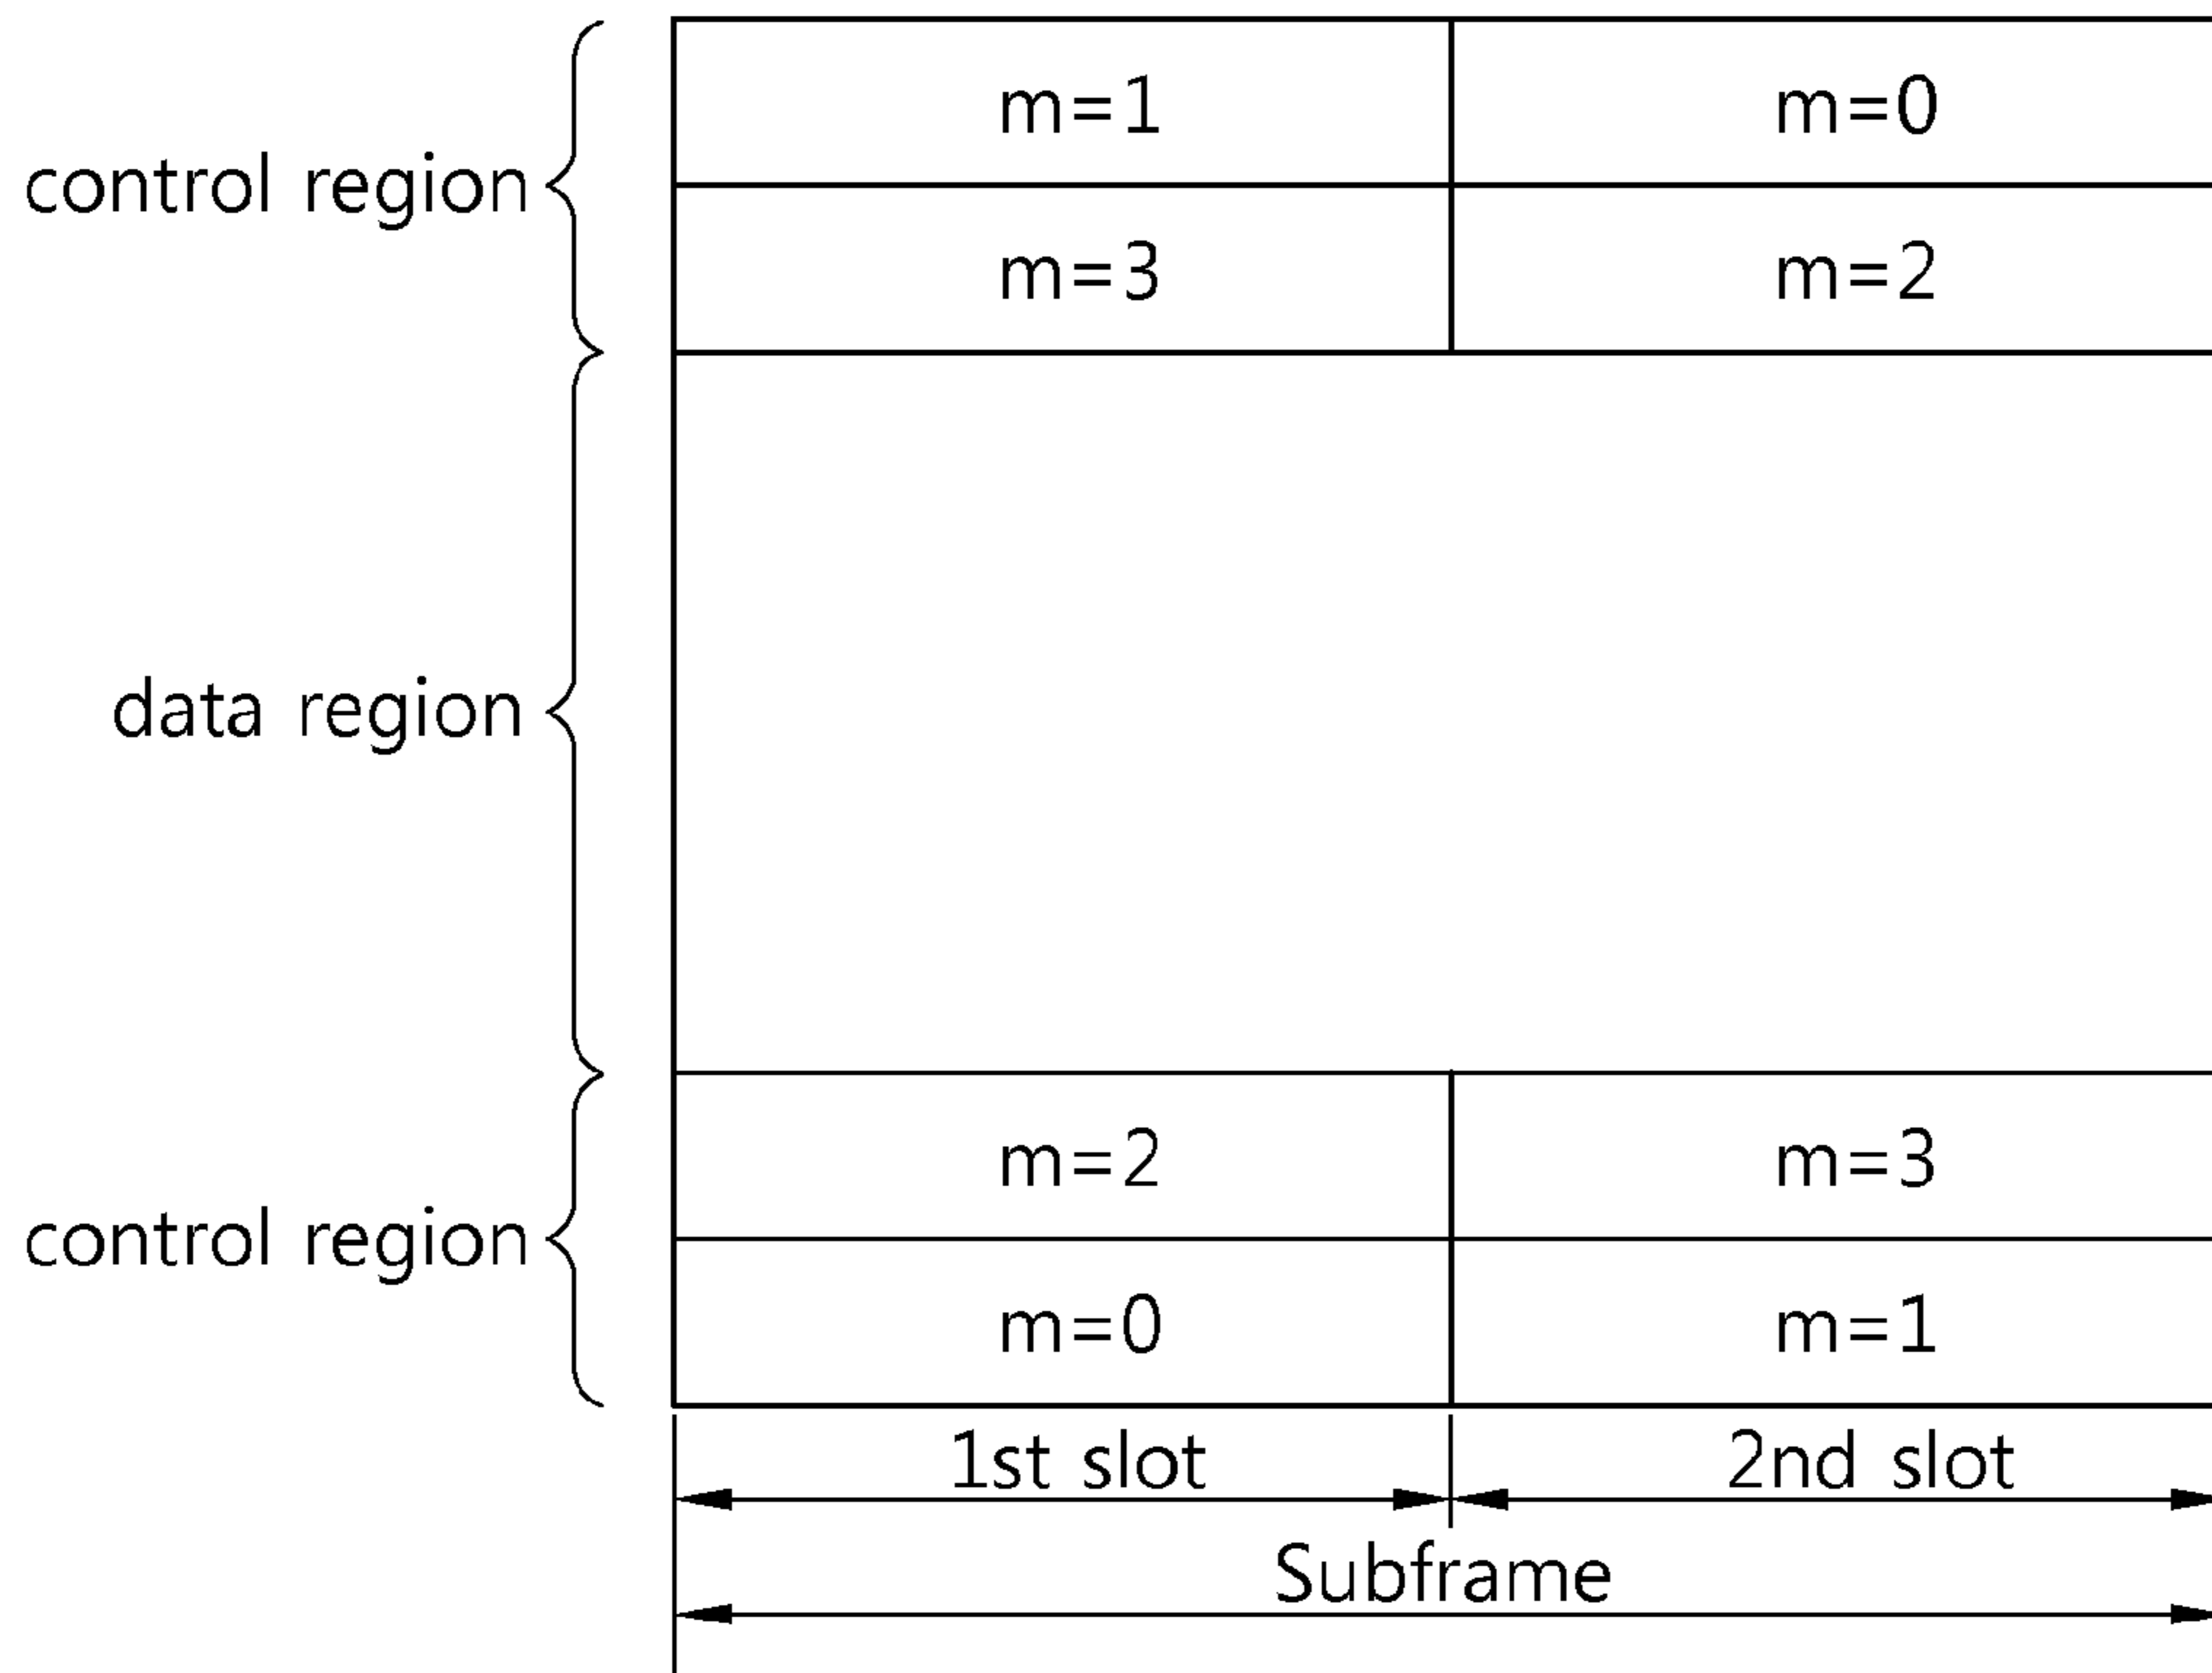 m=1 m=0
control region
m=3 m=2
data region
m=2 m=3
control region
m=0 m=1
1st slot 2nd slot
Subframe